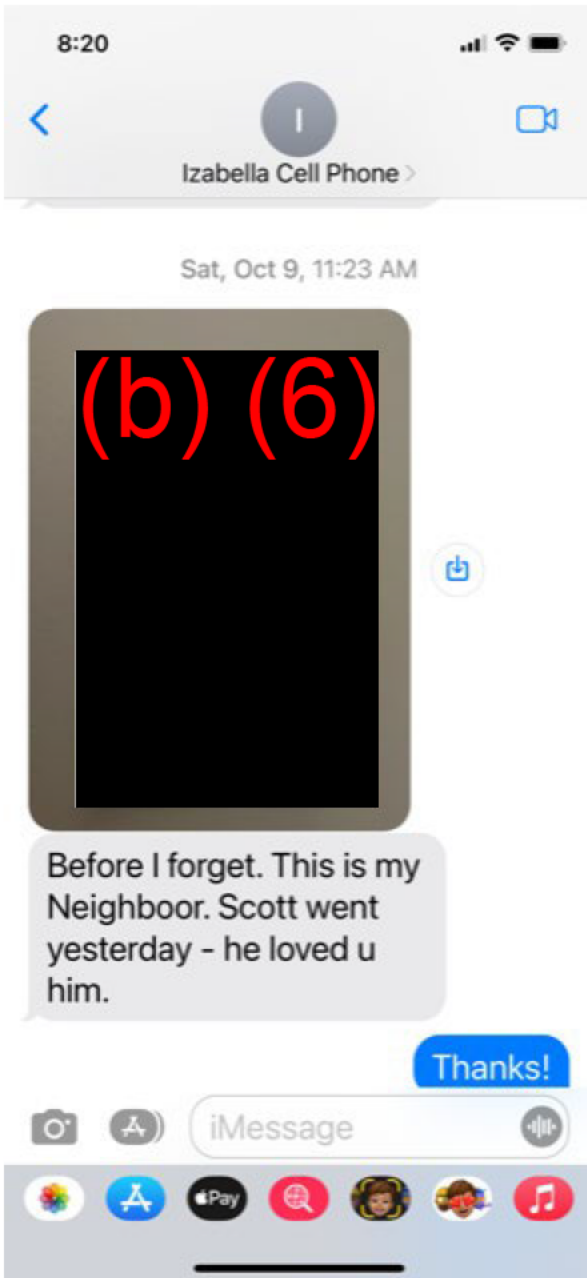 8:20
I
Izabella Cell Phone
Sat, Oct 9, 11:23 AM
(b) (6)
Before I forget. This is my
Neighboor. Scott went
yesterday - he loved u
him.
Thanks!
iMessage
Pay